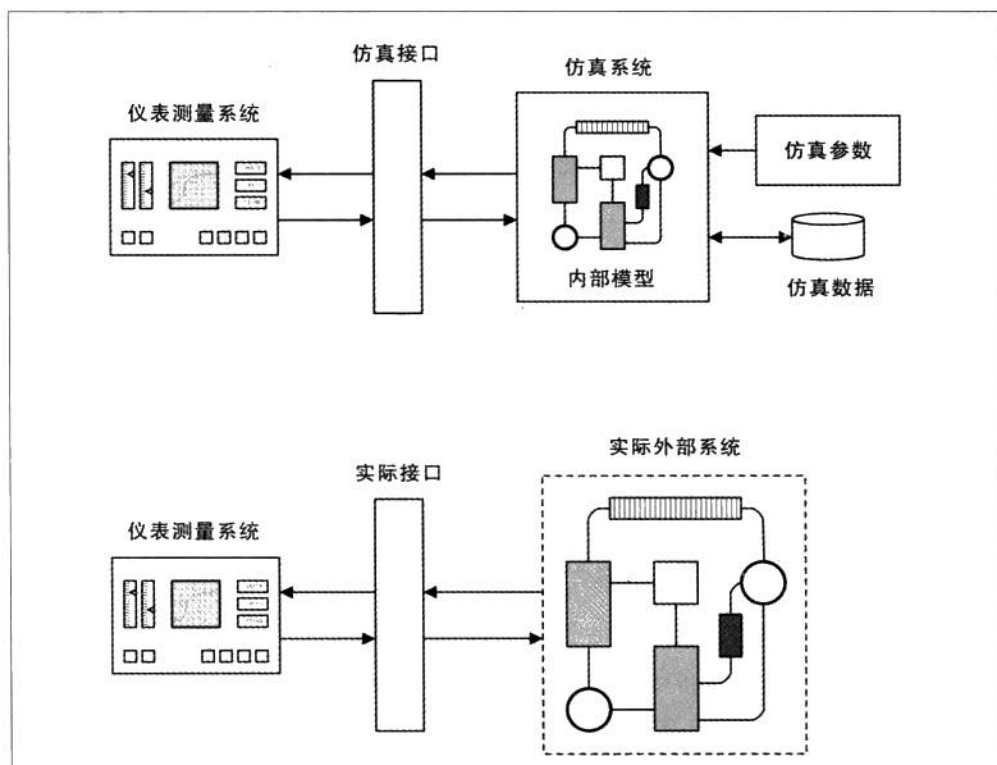 仿真接口
仿真系统
仪表测量系统
仿真参数
内部模型
仿真数据
实际外部系统
实际接口
仪表测量系统